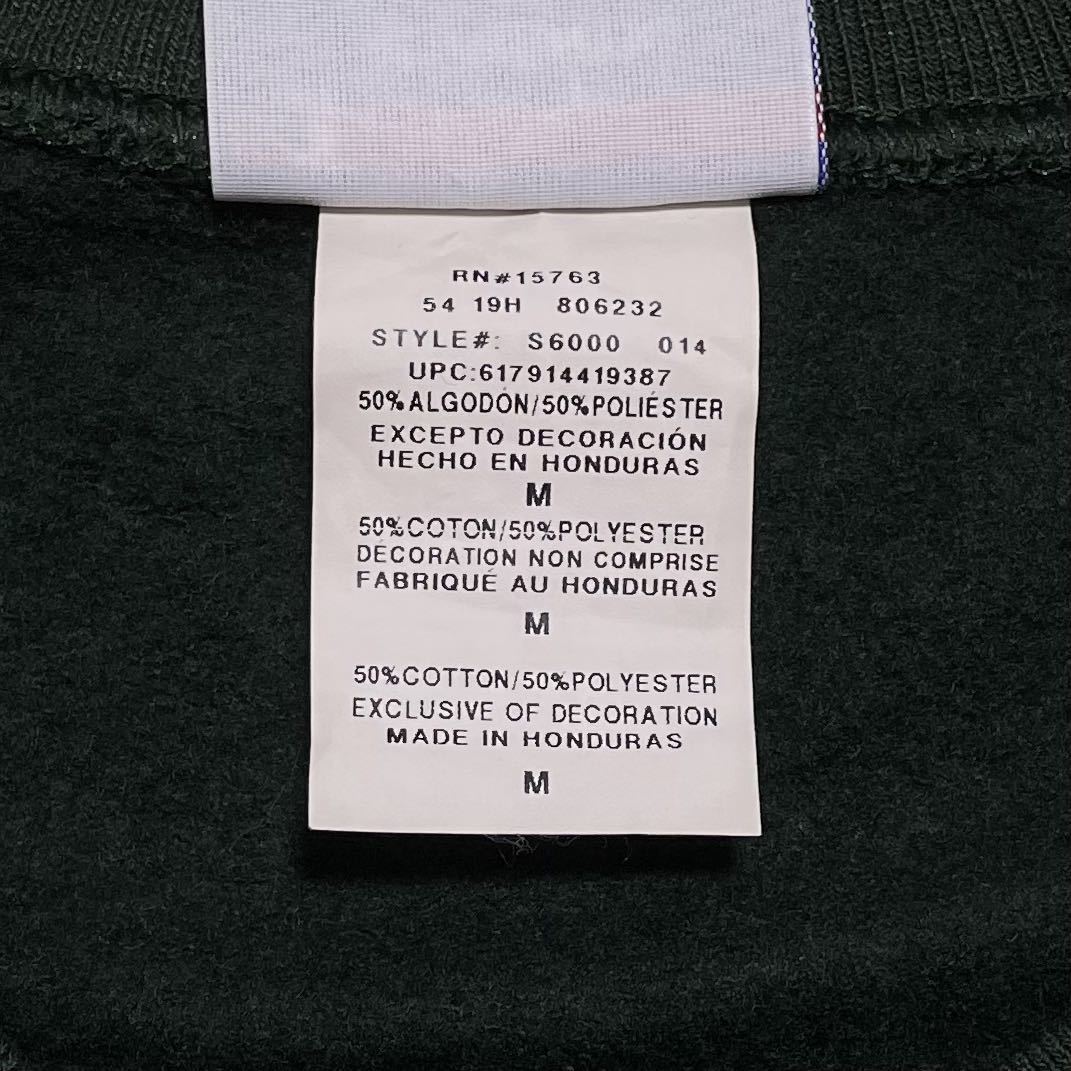 RN#15763
54 19H 806232
STYLE#: S6000 014
UPC:617914419387
50%ALGODÓN/50%POLIÉSTER
EXCEPTO DECORACIÓN
HECHO EN HONDURAS
M
50%COTON/50%POLYESTER
DÉCORATION NON COMPRISE
FABRIQUÉ AU HONDURAS
M
50%COTTON/50%POLYESTER
EXCLUSIVE OF DECORATION
MADE IN HONDURAS
M